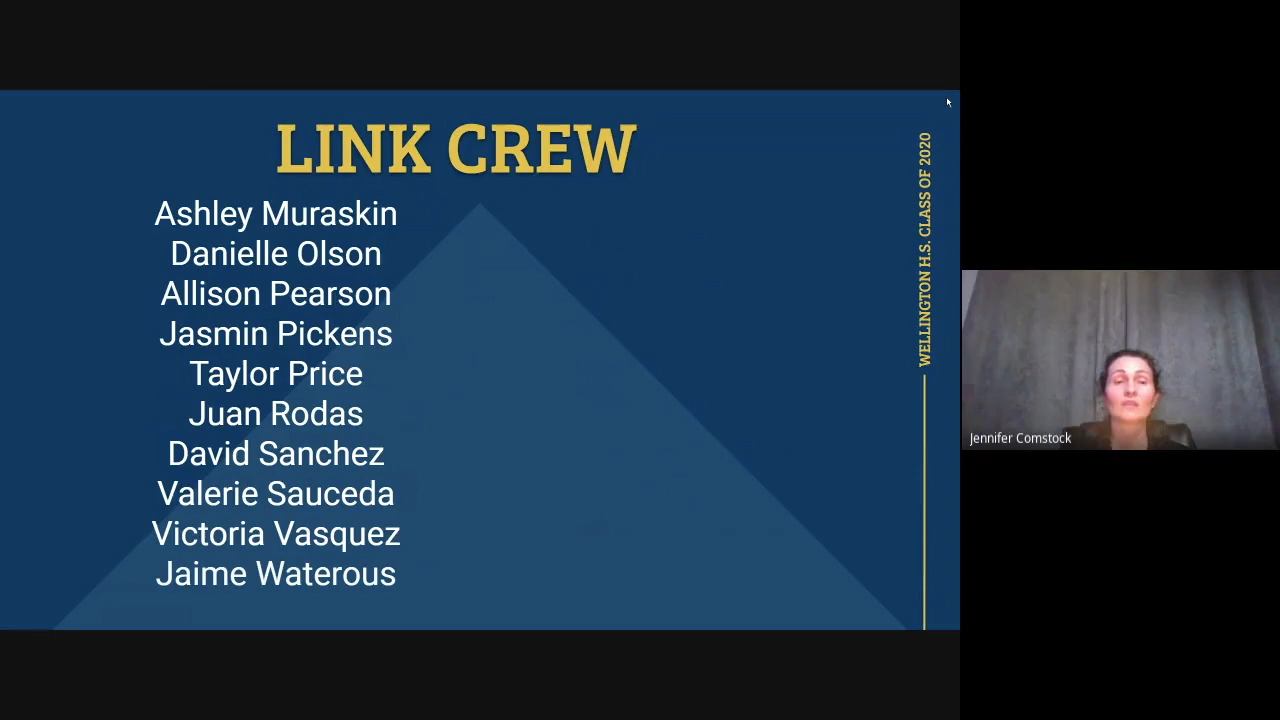 LINK CREW
Ashley Muraskin
Danielle Olson
Allison Pearson
Jasmin Pickens
Taylor Price
Juan Rodas
David Sanchez
Valerie Sauceda
Victoria Vasquez
Jaime Waterous
WELLINGTON H.S. CLASS OF 2020
Jennifer Comstock